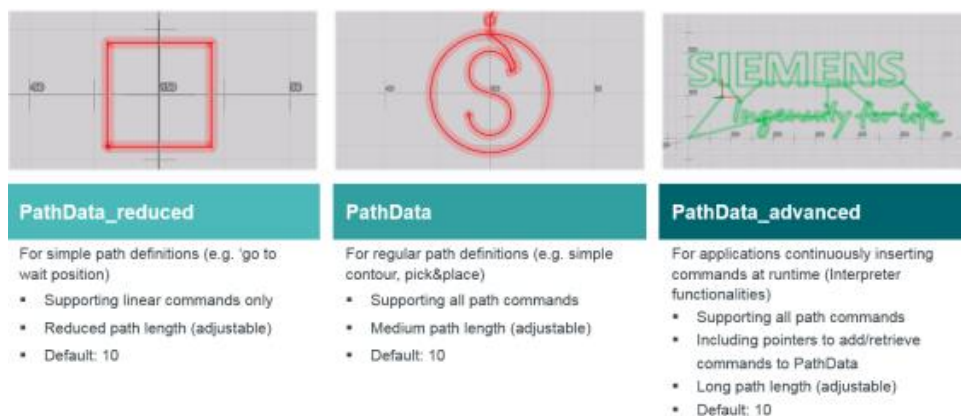 SIEMENS
Ingenuity for life
PathData_reduced
For simple path definitions (e.g. 'go to
wait position)
▪ Supporting linear commands only
▪ Reduced path length (adjustable)
▪ Default: 10
PathData
For regular path definitions (e.g. simple
contour, pick&place)
▪ Supporting all path commands
▪ Medium path length (adjustable)
▪ Default: 10
PathData_advanced
For applications continuously inserting
commands at runtime (Interpreter
functionalities)
▪ Supporting all path commands
▪ Including pointers to add/retrieve
commands to PathData
▪ Long path length (adjustable)
▪ Default: 10